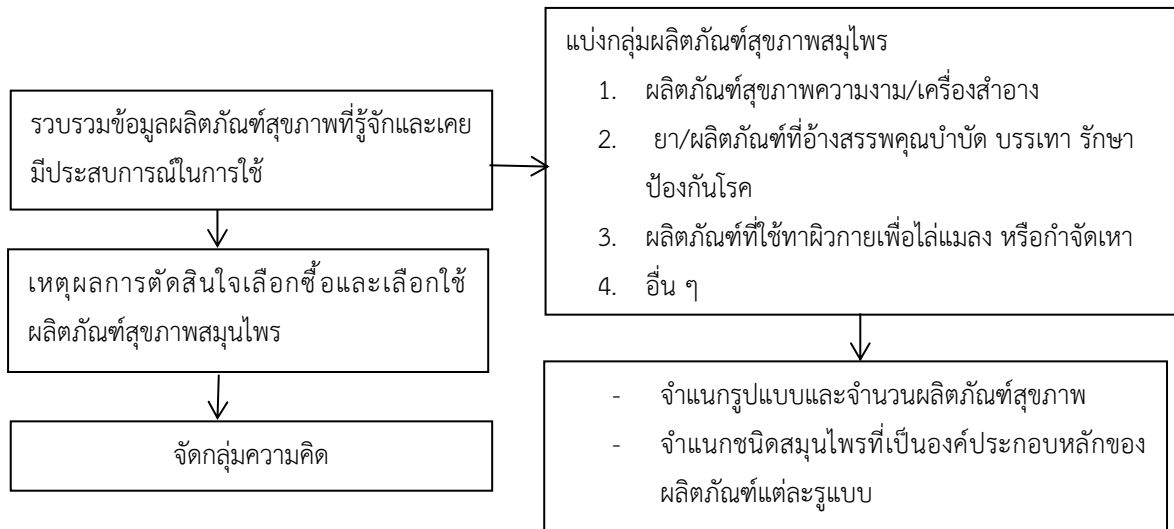 รวบรวมข้อมูลผลิตภัณฑ์สุขภาพที่รู้จักและเคย
มีประสบการณ์ในการใช้
เหตุผลการตัดสินใจเลือกซื้อและเลือกใช้
ผลิตภัณฑ์สุขภาพสมุนไพร
จัดกลุ่มความคิด
แบ่งกลุ่มผลิตภัณฑ์สุขภาพสมุไพร
1. ผลิตภัณฑ์สุขภาพความงาม/เครื่องสำอาง
2. ยา/ผลิตภัณฑ์ที่อ้างสรรพคุณบำบัด บรรเทา รักษา
ป้องกันโรค
3. ผลิตภัณฑ์ที่ใช้ทาผิวกายเพื่อไล่แมลง หรือกำจัดเหา
4. อื่น ๆ
- จำแนกรูปแบบและจำนวนผลิตภัณฑ์สุขภาพ
- จำแนกชนิดสมุนไพรที่เป็นองค์ประกอบหลักของ
ผลิตภัณฑ์แต่ละรูแบบ